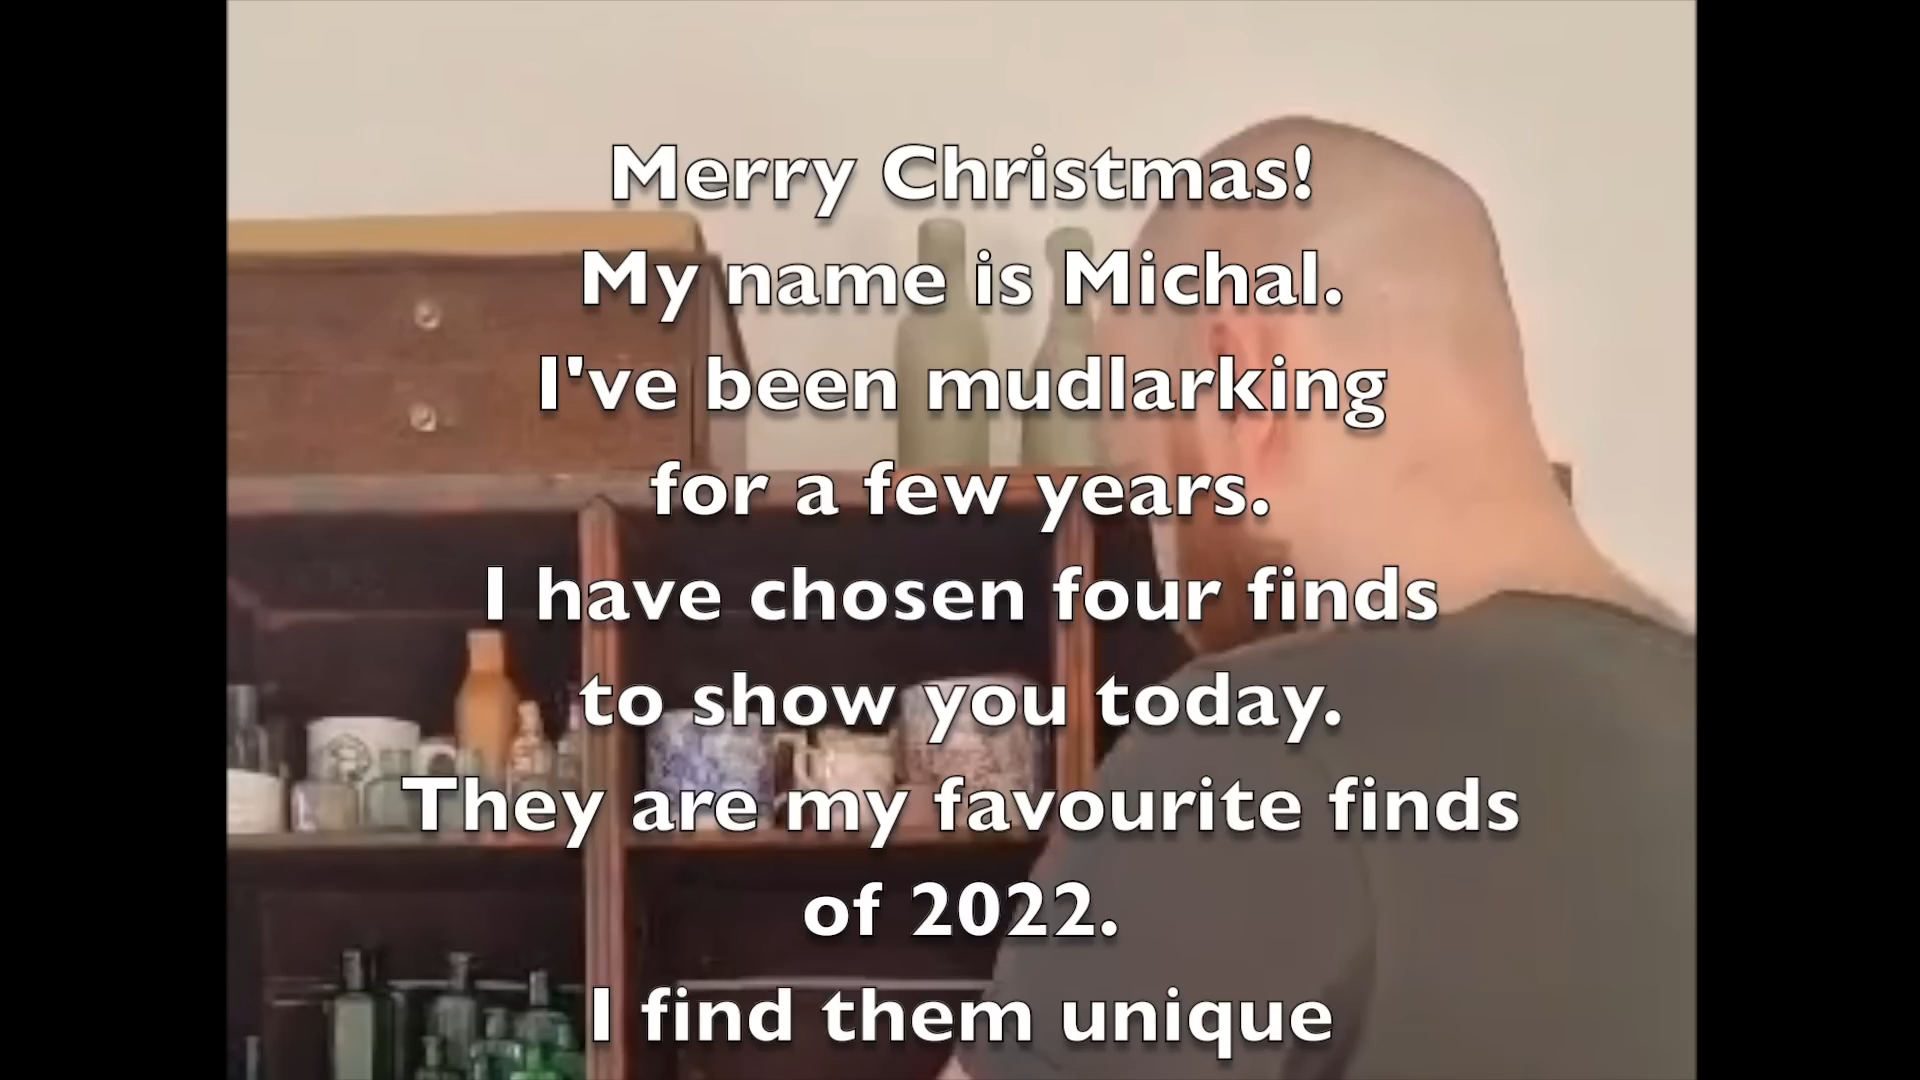 Merry Christmas!
My name is Michal.
I've been mudlarking
for a few years.
I have chosen four finds
to show you today.
They are my favourite finds
of 2022.
I find them unique